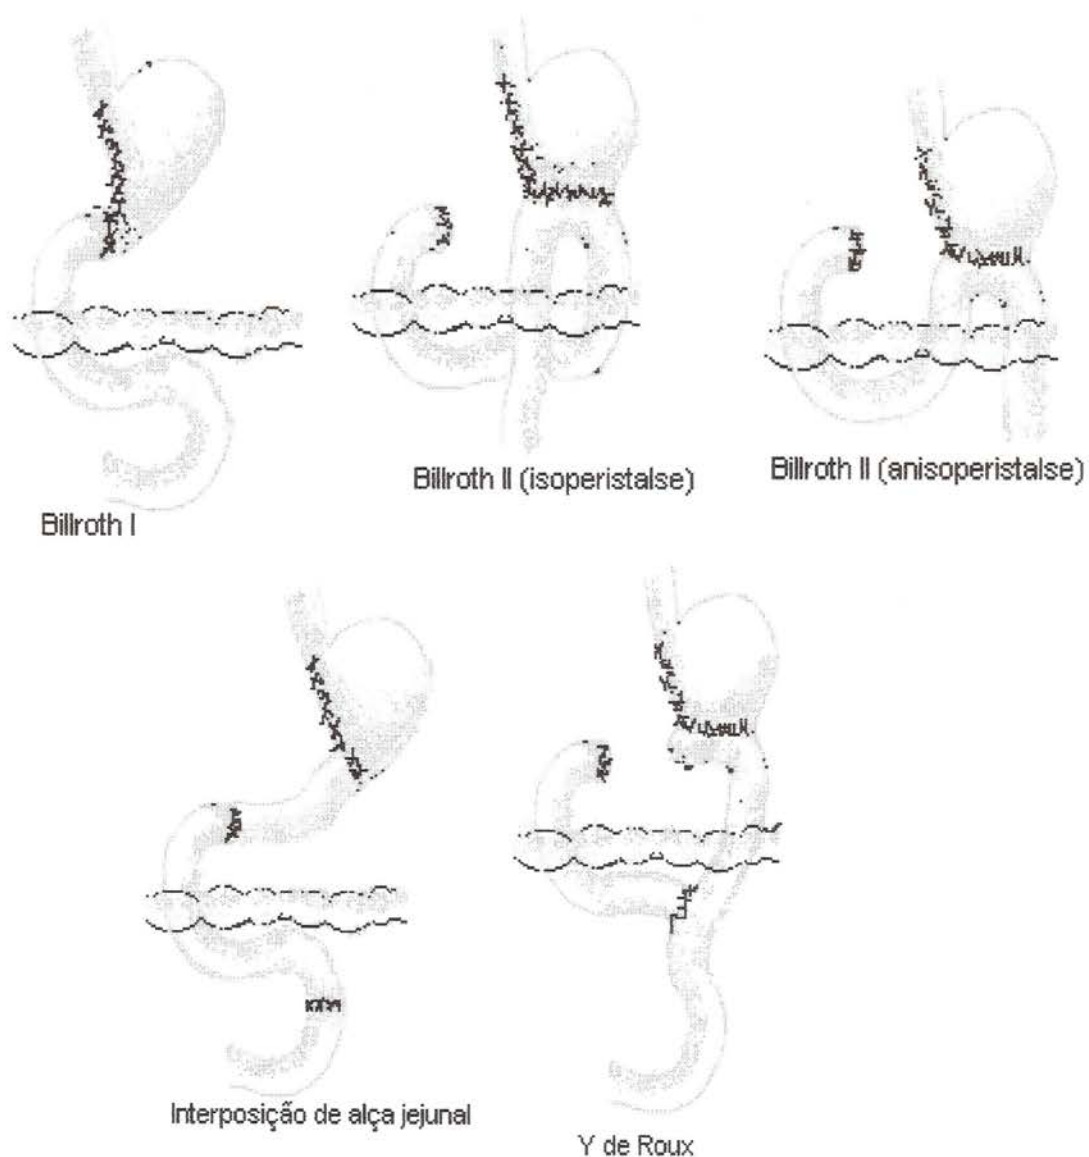 Billroth I
Billroth II (isoperistalse)
Billroth II (anisoperistalse)
Interposição de alça jejunal
Y de Roux